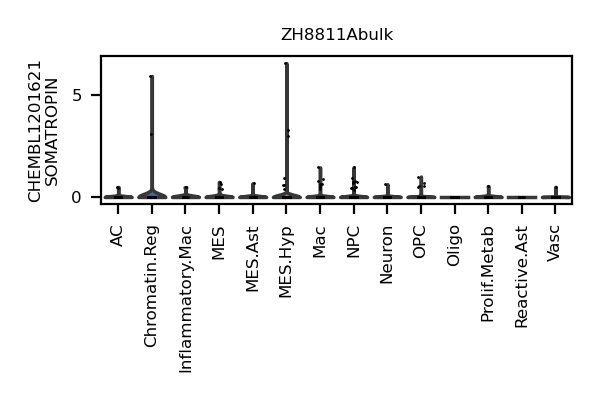 ZH8811Abulk
CHEMBL1201621
SOMATROPIN
5
0
AC
Chromatin.Reg
Inflammatory.Mac
MES
MES.Ast
MES.Hyp
Mac
NPC
Neuron
OPC
Oligo
Prolif.Metab
Reactive.Ast
Vasc